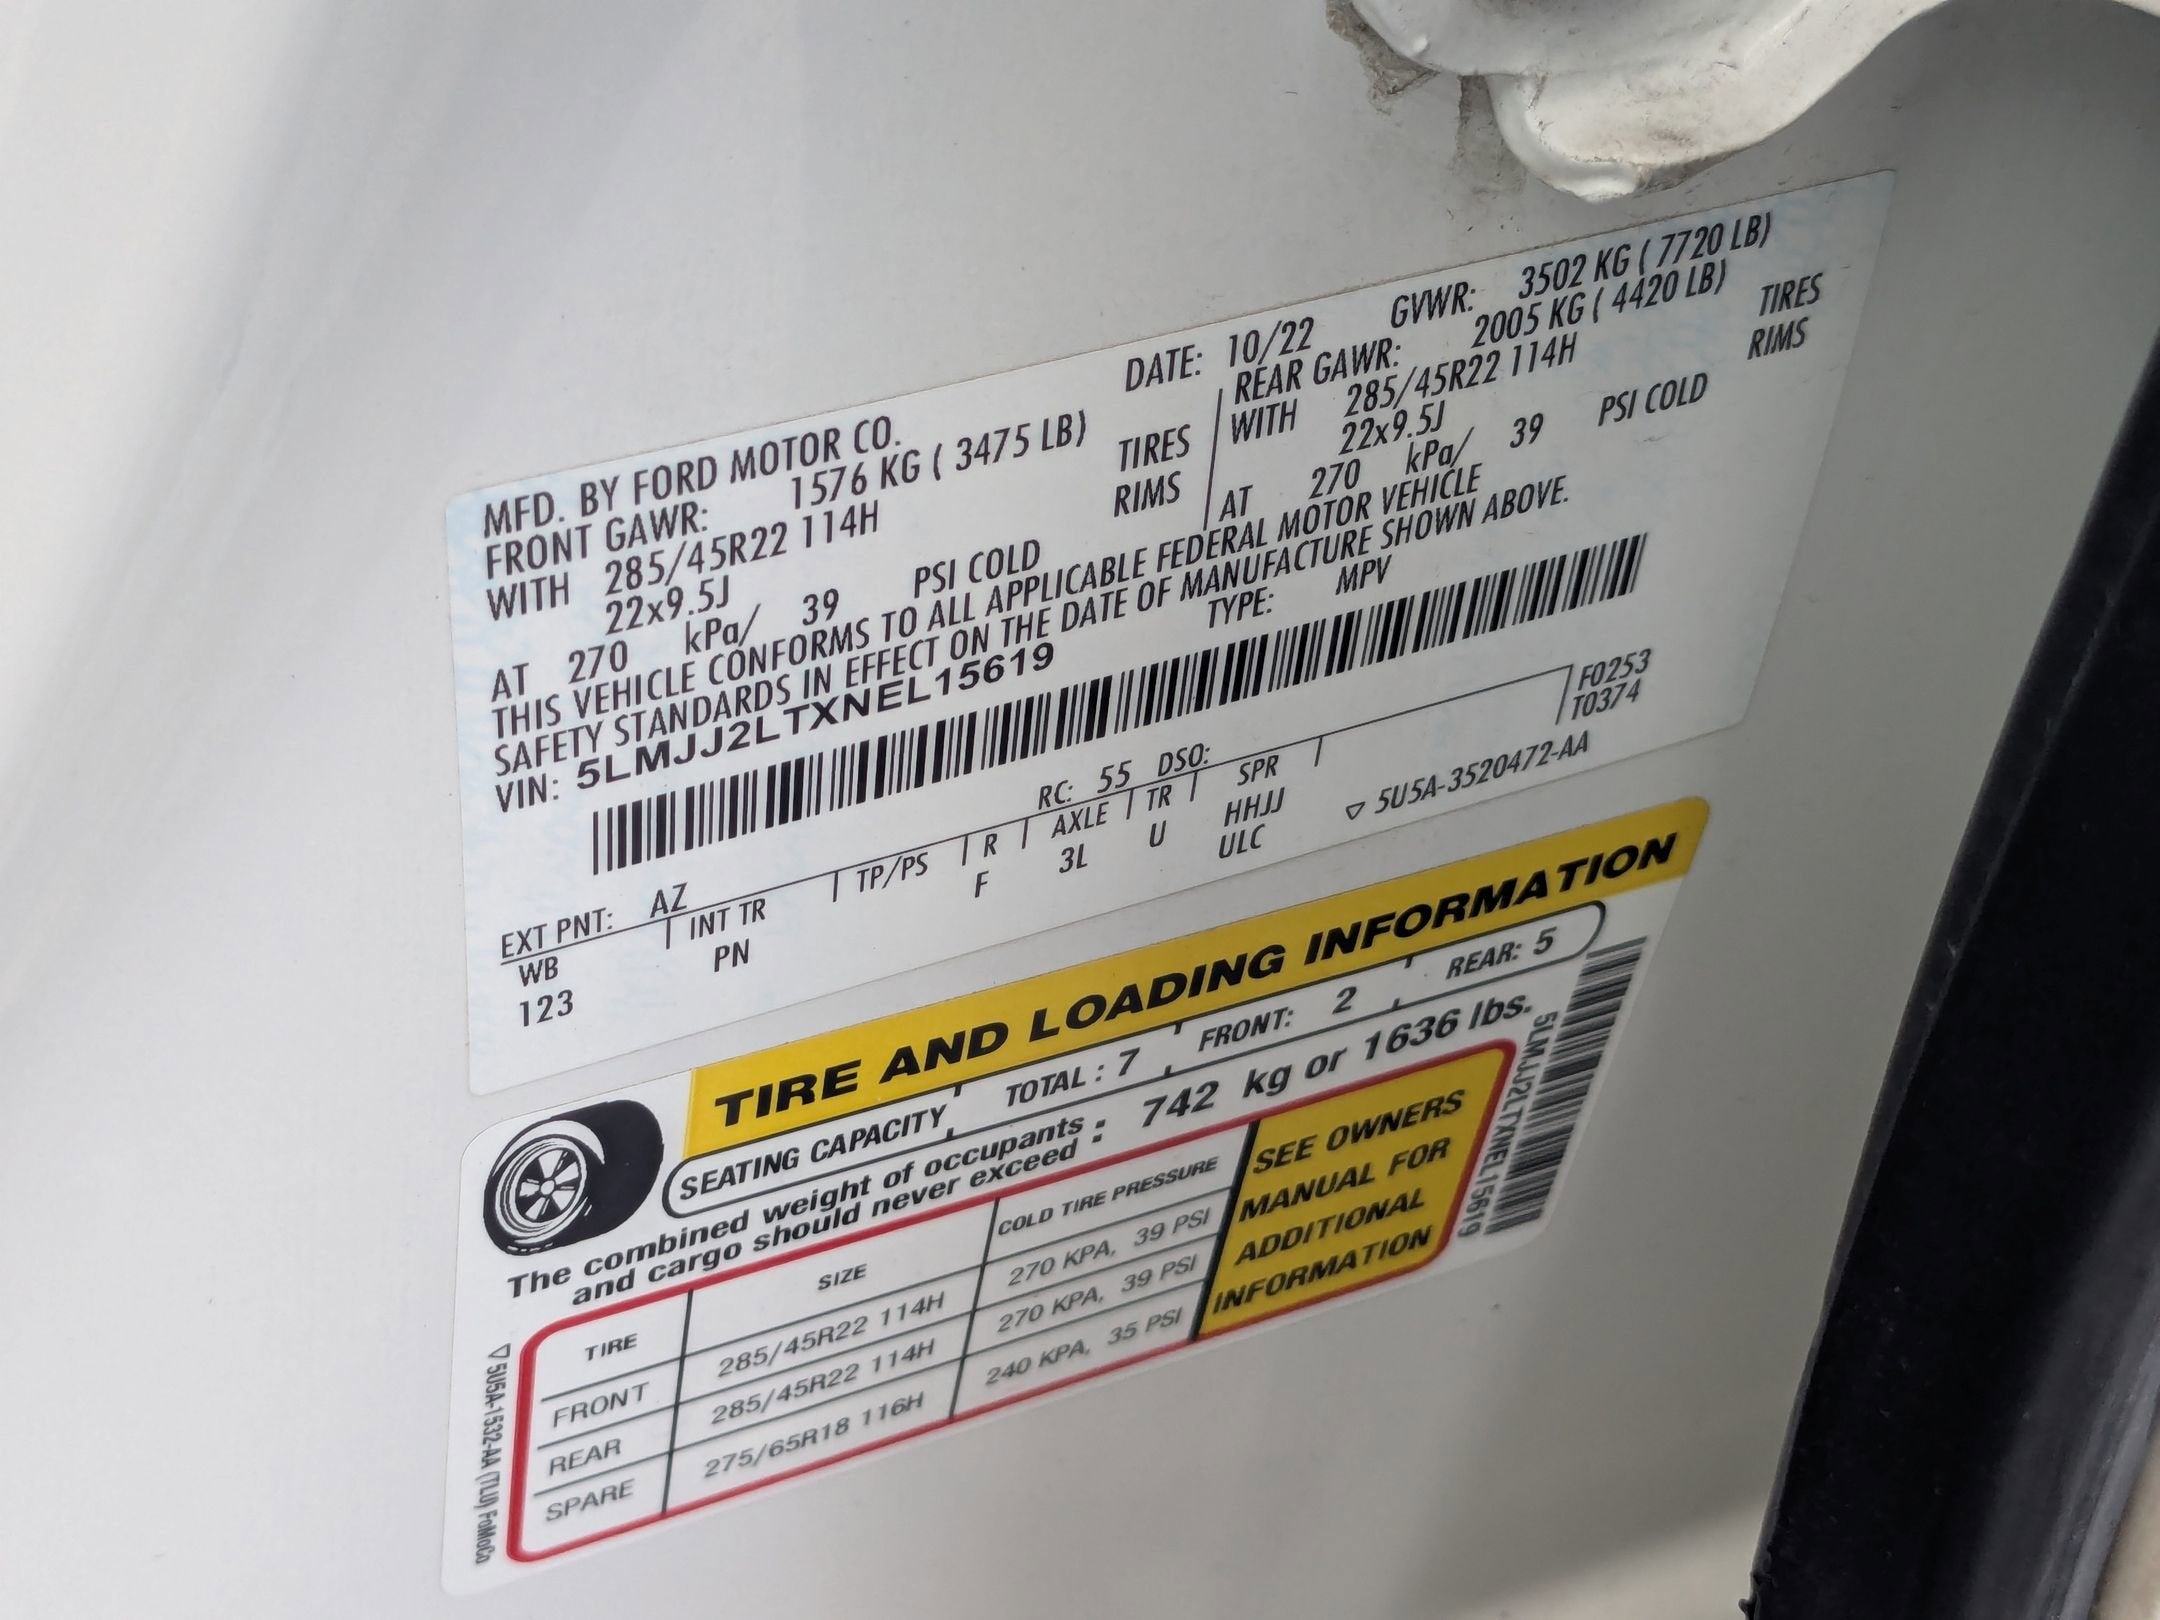 MFD. BY FORD MOTOR CO. DATE: 10/22 GVWR: 3502 KG ( 7720 LB)
FRONT GAWR: 1576 KG ( 3475 LB) REAR GAWR: 2005 KG ( 4420 LB)
WITH 285/45R22 114H TIRES WITH 285/45R22 114H TIRES
22x9.5J RIMS 22x9.5J RIMS
AT 270 kPa/ 39 PSI COLD AT 270 kPa/ 39 PSI COLD
THIS VEHICLE CONFORMS TO ALL APPLICABLE FEDERAL MOTOR VEHICLE
SAFETY STANDARDS IN EFFECT ON THE DATE OF MANUFACTURE SHOWN ABOVE.
VIN: 5LMJJ2LTXNEL15619 TYPE: MPV
F0253
T0374
EXT PNT: AZ RC: 55 DSO:
WB INT TR TP/PS R AXLE TR SPR
123 PN F 3L U HHJJ
ULC
▽ 5U5A-3520472-AA
TIRE AND LOADING INFORMATION
SEATING CAPACITY TOTAL : 7 FRONT: 2 REAR: 5
The combined weight of occupants
and cargo should never exceed : 742 kg or 1636 lbs.
TIRE SIZE COLD TIRE PRESSURE
FRONT 285/45R22 114H 270 KPA, 39 PSI
REAR 285/45R22 114H 270 KPA, 39 PSI
SPARE 275/65R18 116H 240 KPA, 35 PSI
SEE OWNERS
MANUAL FOR
ADDITIONAL
INFORMATION
5LMJJ2LTXNEL15619
▽ 5U5A-1532-AA (TLU) FoMoCo